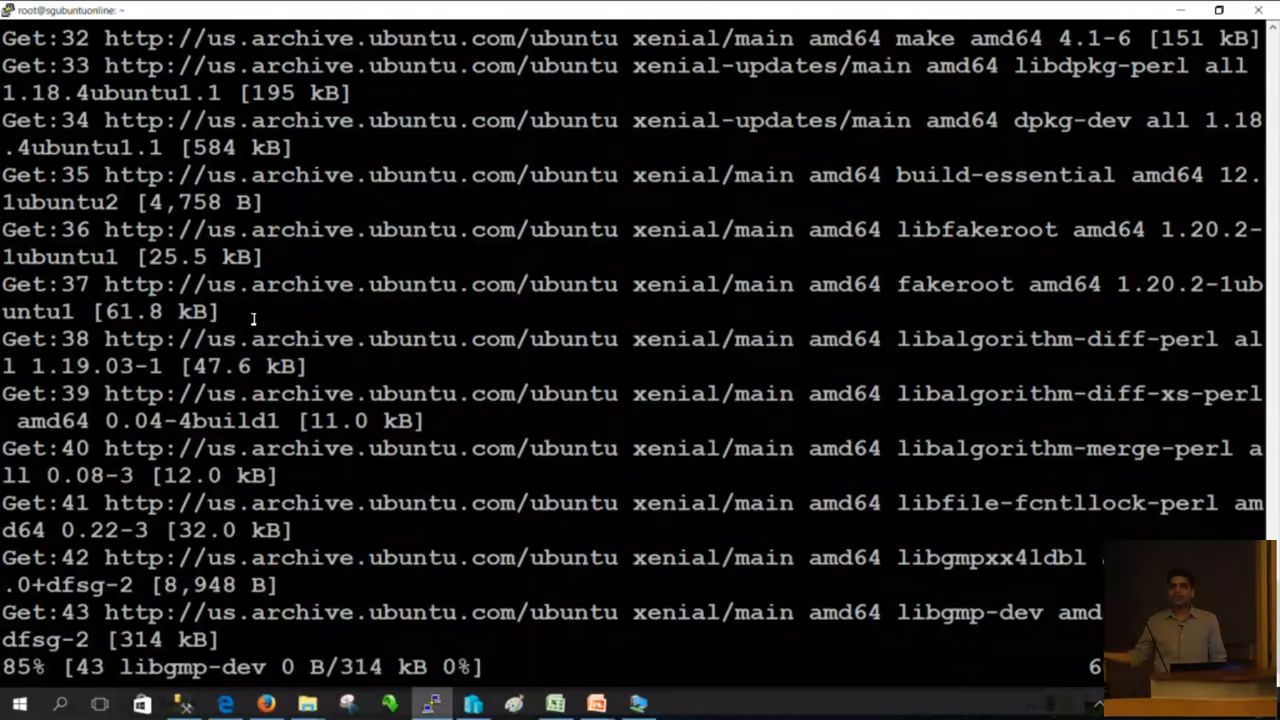 root@sgubuntuonline: ~
Get:32 http://us.archive.ubuntu.com/ubuntu xenial/main amd64 make amd64 4.1-6 [151 kB]
Get:33 http://us.archive.ubuntu.com/ubuntu xenial-updates/main amd64 libdpkg-perl all
1.18.4ubuntu1.1 [195 kB]
Get:34 http://us.archive.ubuntu.com/ubuntu xenial-updates/main amd64 dpkg-dev all 1.18
.4ubuntu1.1 [584 kB]
Get:35 http://us.archive.ubuntu.com/ubuntu xenial/main amd64 build-essential amd64 12.
1ubuntu2 [4,758 B]
Get:36 http://us.archive.ubuntu.com/ubuntu xenial/main amd64 libfakeroot amd64 1.20.2-
1ubuntu1 [25.5 kB]
Get:37 http://us.archive.ubuntu.com/ubuntu xenial/main amd64 fakeroot amd64 1.20.2-1ub
untu1 [61.8 kB]
Get:38 http://us.archive.ubuntu.com/ubuntu xenial/main amd64 libalgorithm-diff-perl al
l 1.19.03-1 [47.6 kB]
Get:39 http://us.archive.ubuntu.com/ubuntu xenial/main amd64 libalgorithm-diff-xs-perl
amd64 0.04-4build1 [11.0 kB]
Get:40 http://us.archive.ubuntu.com/ubuntu xenial/main amd64 libalgorithm-merge-perl a
ll 0.08-3 [12.0 kB]
Get:41 http://us.archive.ubuntu.com/ubuntu xenial/main amd64 libfile-fcntllock-perl am
d64 0.22-3 [32.0 kB]
Get:42 http://us.archive.ubuntu.com/ubuntu xenial/main amd64 libgmpxx4ldbl
.0+dfsg-2 [8,948 B]
Get:43 http://us.archive.ubuntu.com/ubuntu xenial/main amd64 libgmp-dev amd
dfsg-2 [314 kB]
85% [43 libgmp-dev 0 B/314 kB 0%] 6